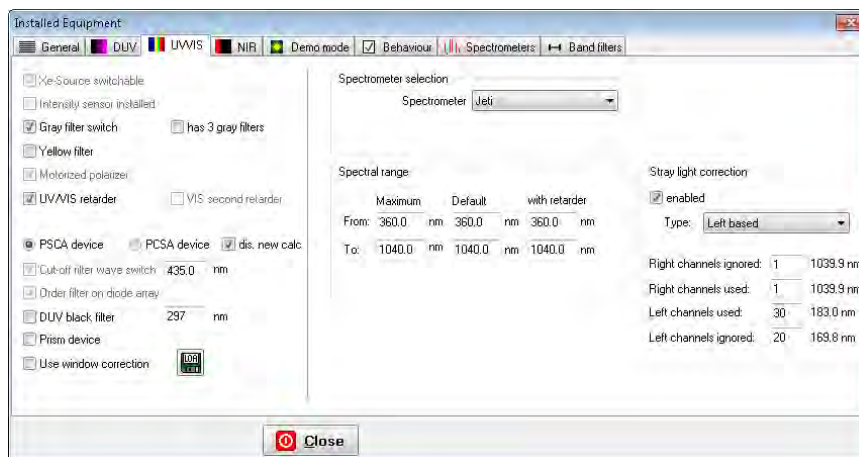 Installed Equipment
General DUV UV/VIS NIR Demo mode Behaviour Spectrometers Band filters
Xe-Source switchable
Intensity sensor installed
Gray filter switch has 3 gray filters
Yellow filter
Motorized polarizer
UV/VIS retarder VIS second retarder
PSCA device PCSA device dis. new calc
Cut-off filter wave switch 435.0 nm
Order filter on diode array
DUV black filter 297 nm
Prism device
Use window correction
Spectrometer selection
Spectrometer Jeti
Spectral range
Maximum Default with retarder
From: 360.0 nm 360.0 nm 360.0 nm
To: 1040.0 nm 1040.0 nm 1040.0 nm
Stray light correction
enabled
Type: Left based
Right channels ignored: 1 1039.9 nm
Right channels used: 1 1039.9 nm
Left channels used: 30 183.0 nm
Left channels ignored: 20 169.8 nm
Close